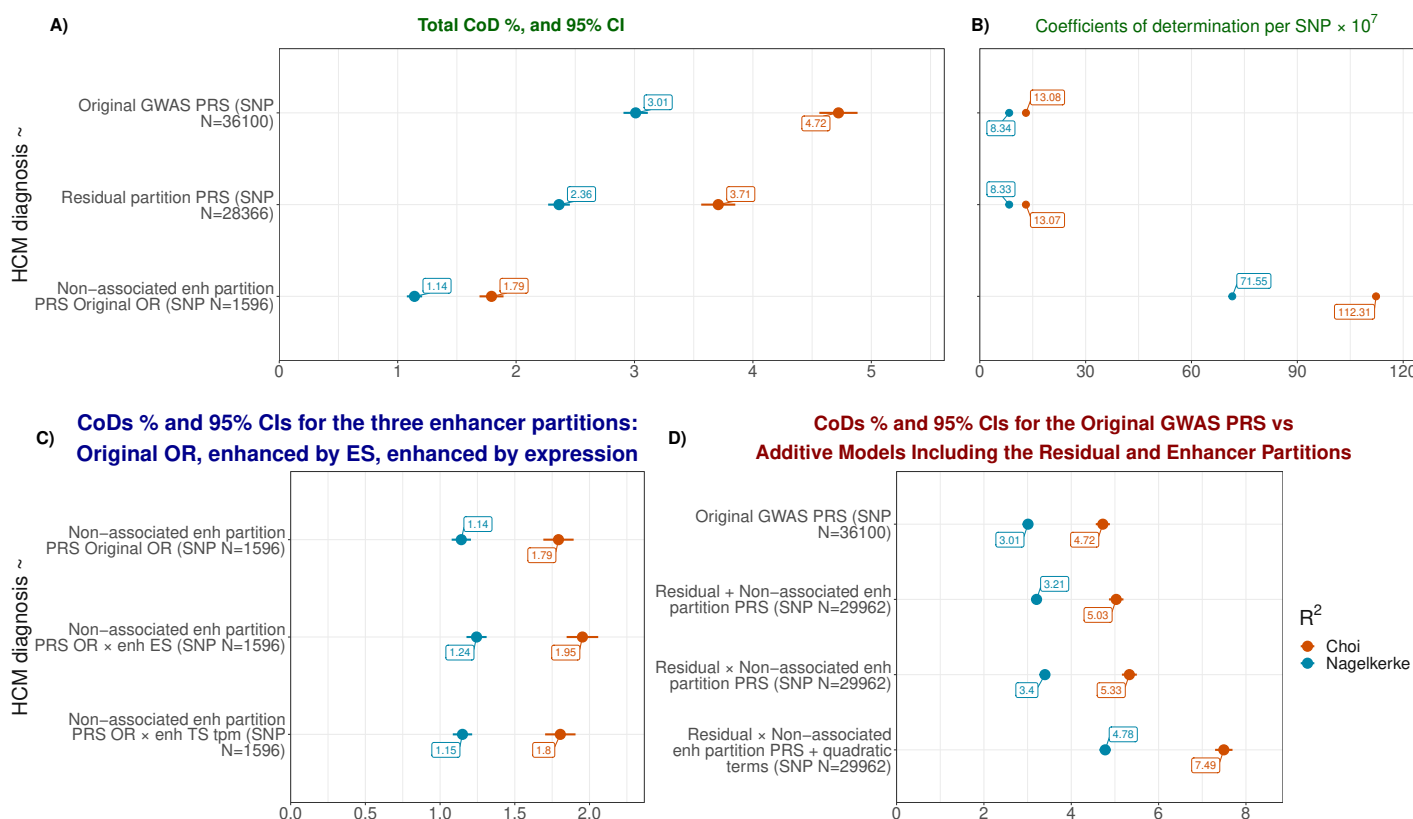 A)
Total CoD %, and 95% CI
HCM diagnosis ~
Original GWAS PRS (SNP
N=36100)
Residual partition PRS (SNP
N=28366)
Non−associated enh partition
PRS Original OR (SNP N=1596)
3.01
4.72
2.36
3.71
1.14
1.79
0 1 2 3 4 5
B)
Coefficients of determination per SNP × 10^7
13.08
8.34
8.33
13.07
71.55
112.31
0 30 60 90 120
C)
CoDs % and 95% CIs for the three enhancer partitions:
Original OR, enhanced by ES, enhanced by expression
HCM diagnosis ~
Non−associated enh partition
PRS Original OR (SNP N=1596)
Non−associated enh partition
PRS OR × enh ES (SNP N=1596)
Non−associated enh partition
PRS OR × enh TS tpm (SNP
N=1596)
1.14
1.79
1.24
1.95
1.15
1.8
0.0 0.5 1.0 1.5 2.0
D)
CoDs % and 95% CIs for the Original GWAS PRS vs
Additive Models Including the Residual and Enhancer Partitions
Original GWAS PRS (SNP
N=36100)
Residual + Non−associated enh
partition PRS (SNP N=29962)
Residual × Non−associated enh
partition PRS (SNP N=29962)
Residual × Non−associated
enh partition PRS + quadratic
terms (SNP N=29962)
3.01
4.72
3.21
5.03
3.4
5.33
4.78
7.49
0 2 4 6 8
R^2
Choi
Nagelkerke